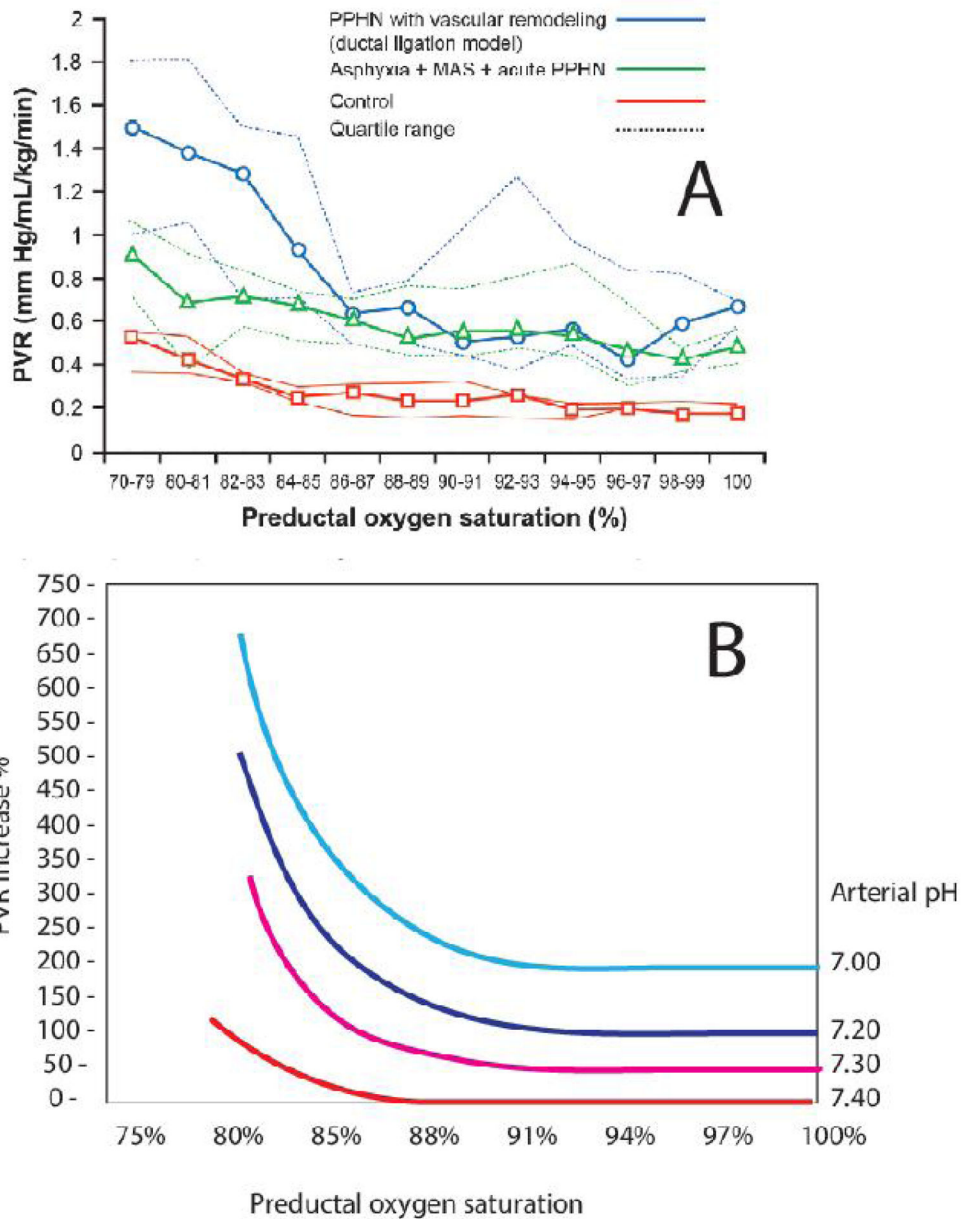 2
1.8
1.6
1.4
1.2
1
0.8
0.6
0.4
0.2
0
PVR (mm Hg/mL/kg/min)
PPHN with vascular remodeling
(ductal ligation model)
Asphyxia + MAS + acute PPHN
Control
Quartile range
A
70-79 80-81 82-83 84-85 86-87 88-89 90-91 92-93 94-95 96-97 98-99 100
Preductal oxygen saturation (%)
750 -
700 -
650 -
600 -
550 -
500 -
450 -
400 -
350 -
300 -
250 -
200 -
150 -
100 -
50 -
0 -
PVR Increase %
B
Arterial pH
7.00
7.20
7.30
7.40
75% 80% 85% 88% 91% 94% 97% 100%
Preductal oxygen saturation